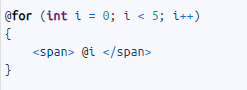 @for (int i = 0; i < 5; i++)
{
    <span> @i </span>
}